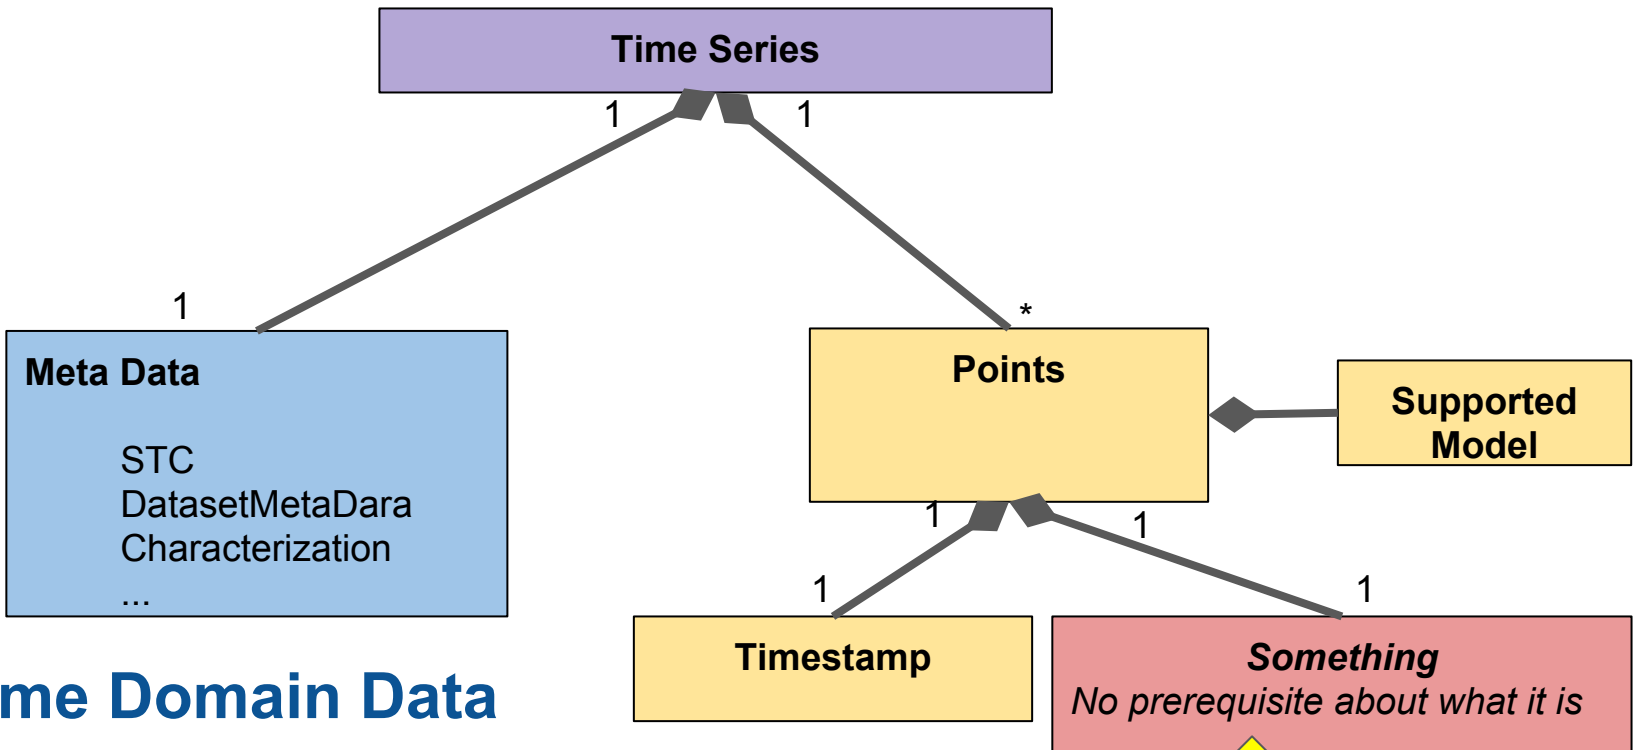 Time Series
1
1
1
*
Meta Data
STC
DatasetMetaDara
Characterization
...
Points
Supported
Model
1
1
1
1
Timestamp
Something
No prerequisite about what it is
me Domain Data